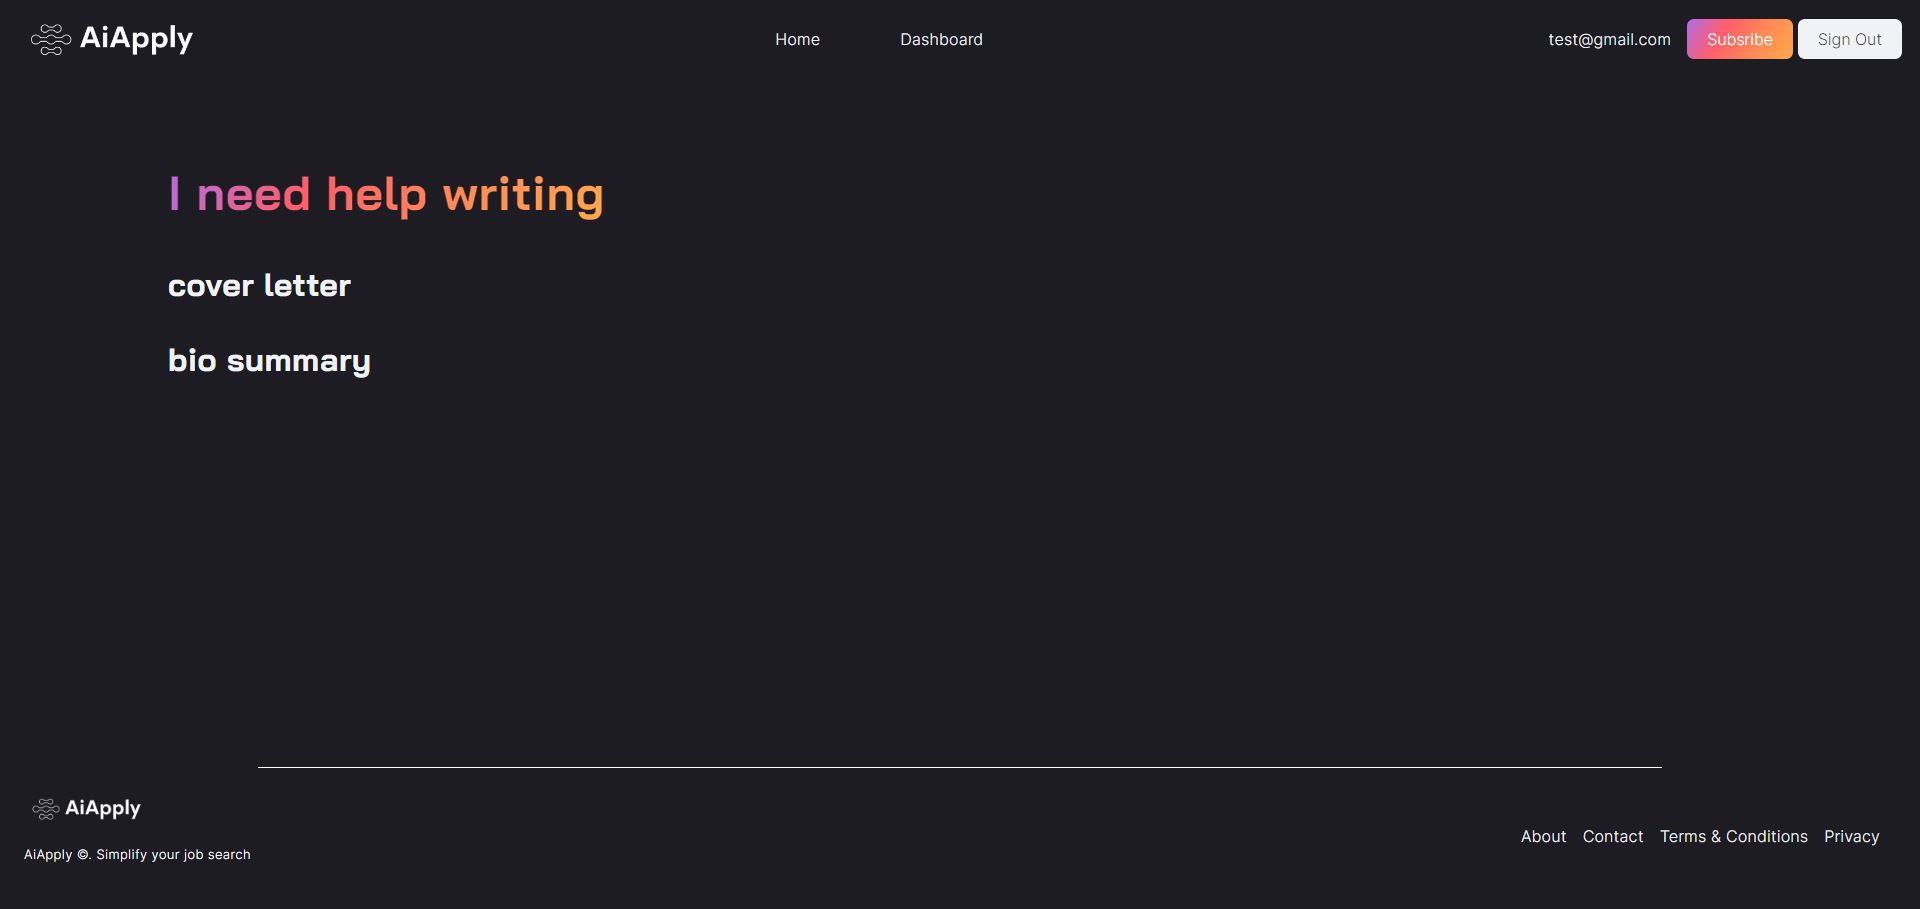 AiApply
Home Dashboard
test@gmail.com Subsribe Sign Out
I need help writing
cover letter
bio summary
AiApply
AiApply ©. Simplify your job search
About Contact Terms & Conditions Privacy